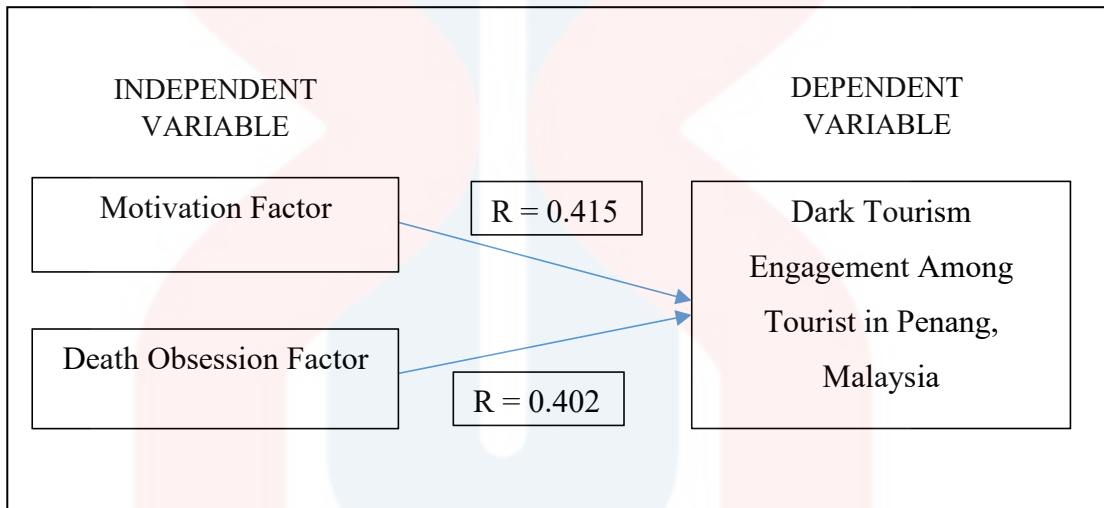 INDEPENDENT
VARIABLE
DEPENDENT
VARIABLE
Motivation Factor
R = 0.415
Dark Tourism
Engagement Among
Tourist in Penang,
Malaysia
Death Obsession Factor
R = 0.402